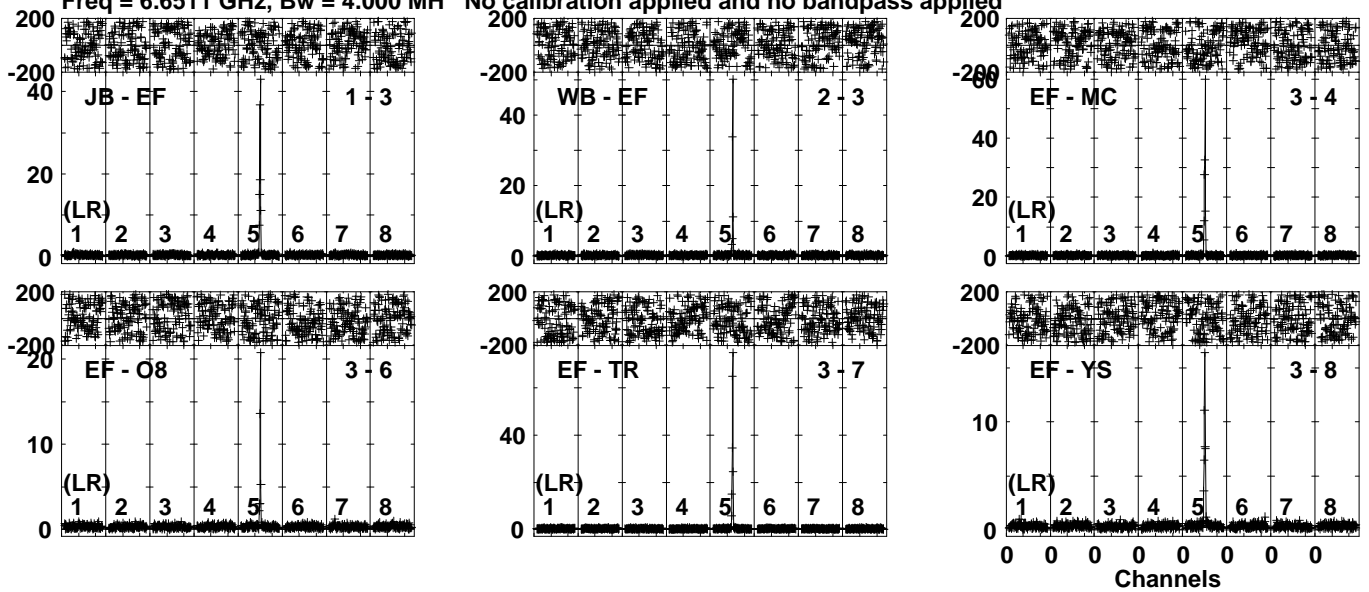 Freq = 6.6511 GHz, Bw = 4.000 MH No calibration applied and no bandpass applied
200 200 200
-200 -200 -200
40 JB - EF 1 - 3 WB - EF 2 - 3 60 EF - MC 3 - 4
40 40
20 20 20
(LR) (LR) (LR)
1 2 3 4 5 6 7 8 1 2 3 4 5 6 7 8 1 2 3 4 5 6 7 8
0 0 0
200 200 200
-200 -200 -200
20 EF - O8 3 - 6 EF - TR 3 - 7 EF - YS 3 - 8
10 40 10
(LR) (LR) (LR)
1 2 3 4 5 6 7 8 1 2 3 4 5 6 7 8 1 2 3 4 5 6 7 8
0 0 0
0 0 0 0 0 0 0 0
Channels